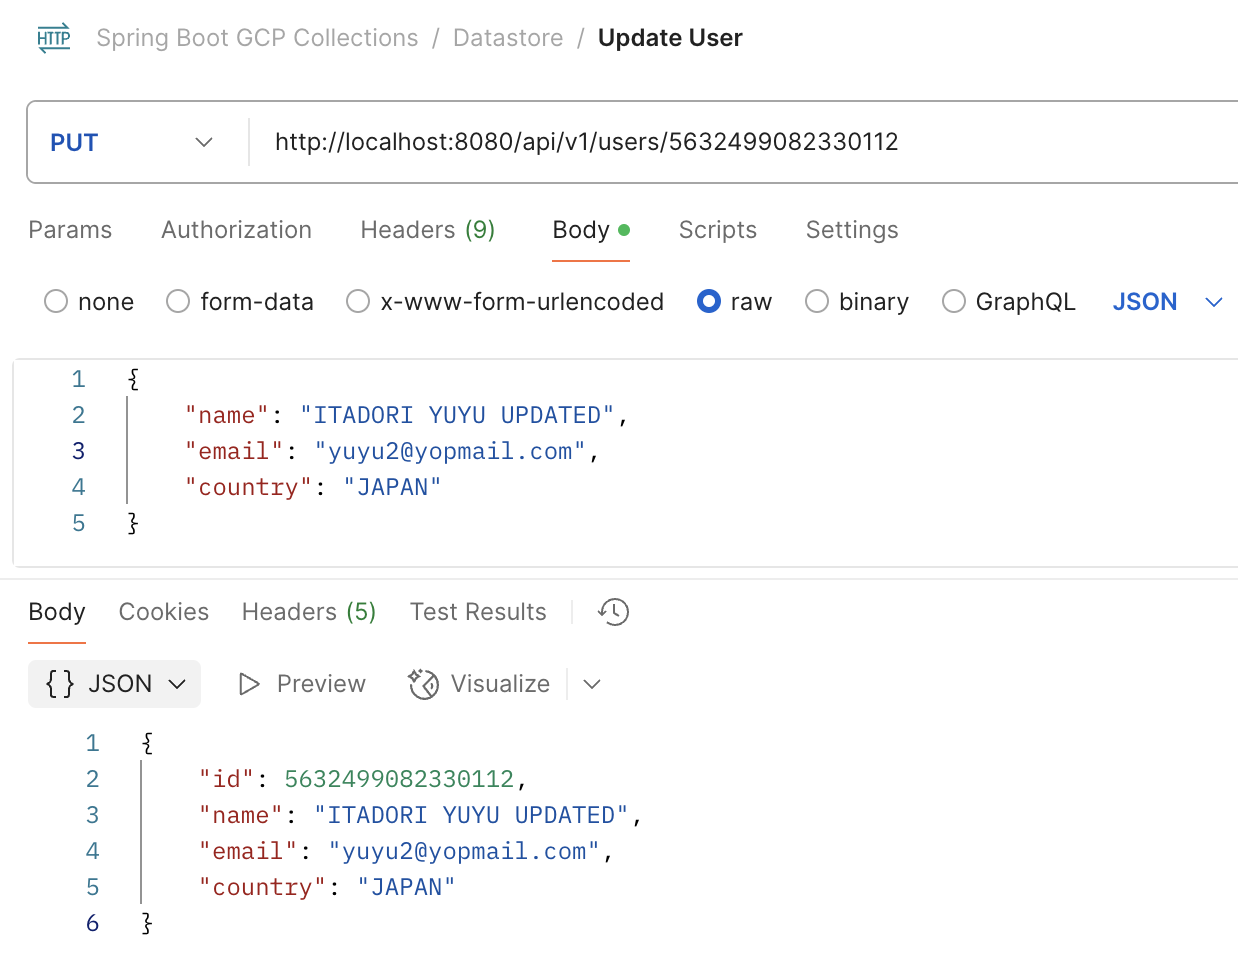 HTTP Spring Boot GCP Collections / Datastore / Update User
PUT http://localhost:8080/api/v1/users/5632499082330112
Params Authorization Headers (9) Body Scripts Settings
none form-data x-www-form-urlencoded raw binary GraphQL JSON
1 {
2 "name": "ITADORI YUYU UPDATED",
3 "email": "yuyu2@yopmail.com",
4 "country": "JAPAN"
5 }
Body Cookies Headers (5) Test Results
{} JSON Preview Visualize
1 {
2 "id": 5632499082330112,
3 "name": "ITADORI YUYU UPDATED",
4 "email": "yuyu2@yopmail.com",
5 "country": "JAPAN"
6 }